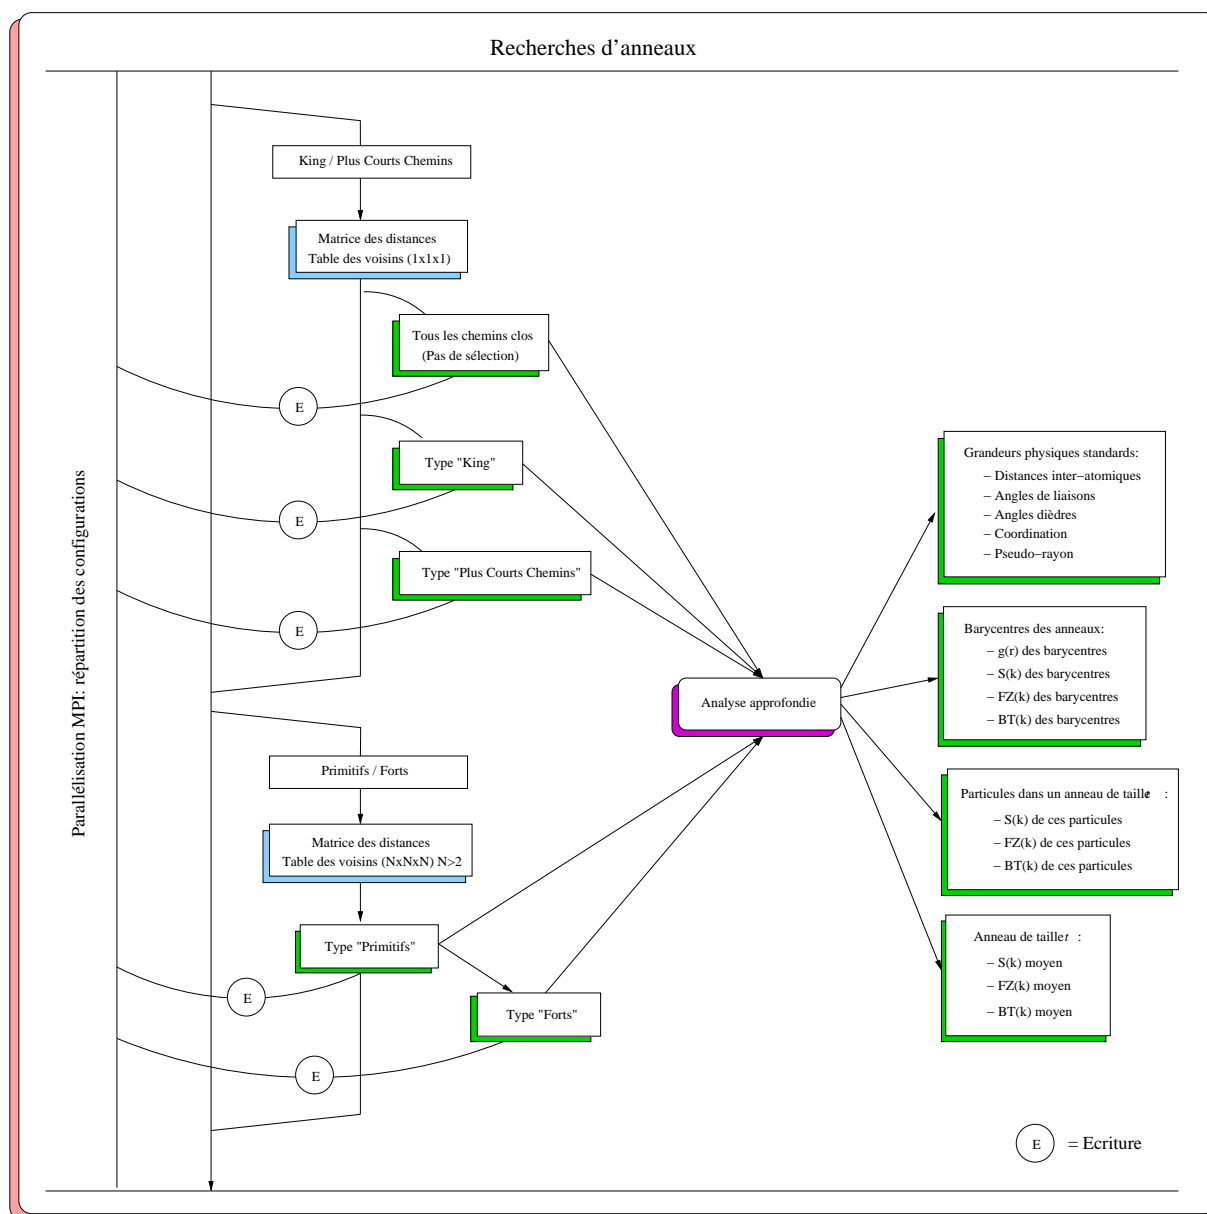 Recherches d'anneaux
Parallélisation MPI: répartition des configurations
King / Plus Courts Chemins
Matrice des distances
Table des voisins (1x1x1)
Tous les chemins clos
(Pas de sélection)
E
Type "King"
E
Type "Plus Courts Chemins"
E
Primitifs / Forts
Matrice des distances
Table des voisins (NxNxN) N>2
Type "Primitifs"
E
Type "Forts"
E
Analyse approfondie
Grandeurs physiques standards:
– Distances inter–atomiques
– Angles de liaisons
– Angles dièdres
– Coordination
– Pseudo–rayon
Barycentres des anneaux:
– g(r) des barycentres
– S(k) des barycentres
– FZ(k) des barycentres
– BT(k) des barycentres
Particules dans un anneau de taille t :
– S(k) de ces particules
– FZ(k) de ces particules
– BT(k) de ces particules
Anneau de taille t :
– S(k) moyen
– FZ(k) moyen
– BT(k) moyen
E = Ecriture